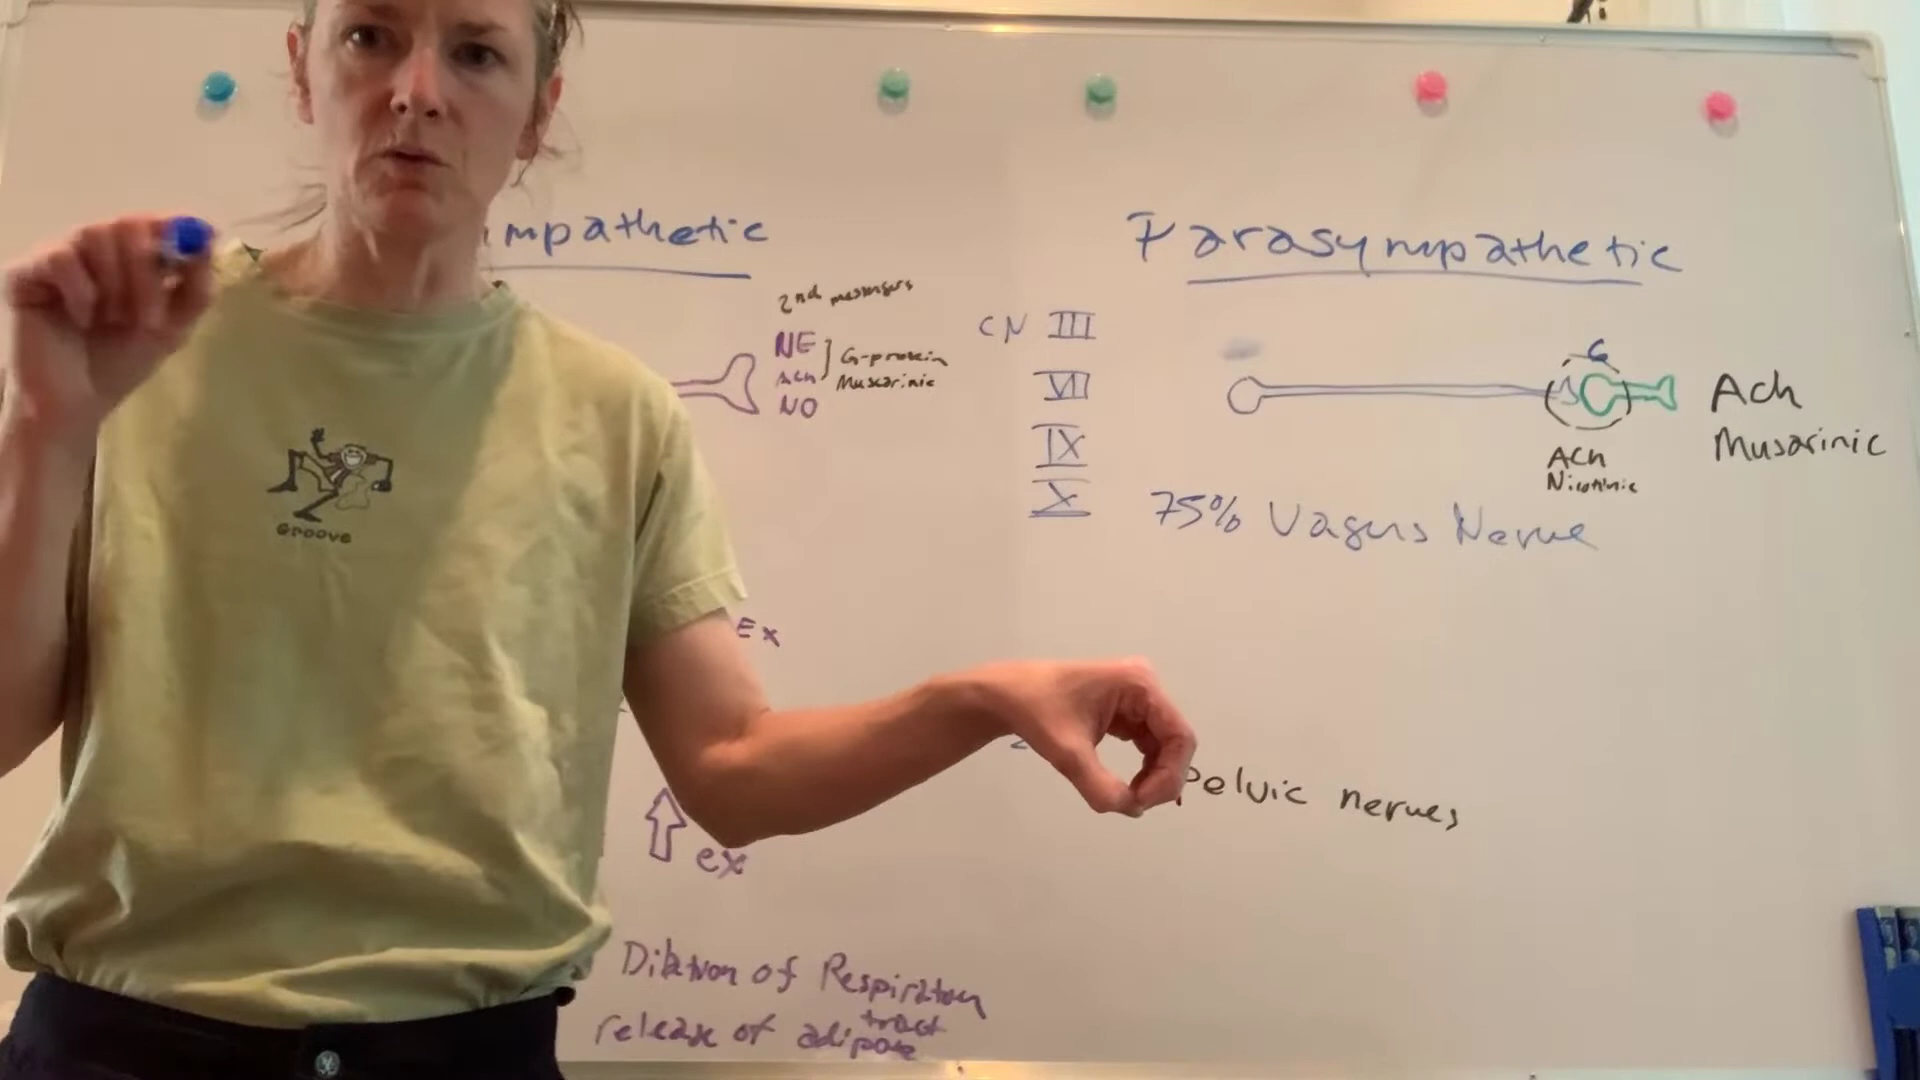 mpathetic
2nd messengers
NE
ACh
NO
G-protein
Muscarinic
Ex
ex
Dilation of Respiratory
tract
release of adipose
Groove
Parasympathetic
CN III
VII
IX
X
G
ACh
Nicotinic
Ach
Musarinic
75% Vagus Nerve
Pelvic nerves